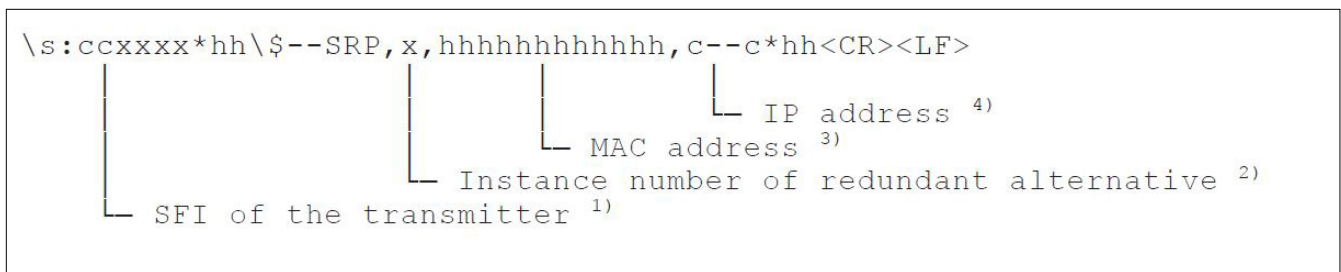 \s:ccxxxx*hh\$--SRP,x,hhhhhhhhhhhh,c--c*hh<CR><LF>
IP address 4)
MAC address 3)
Instance number of redundant alternative 2)
SFI of the transmitter 1)